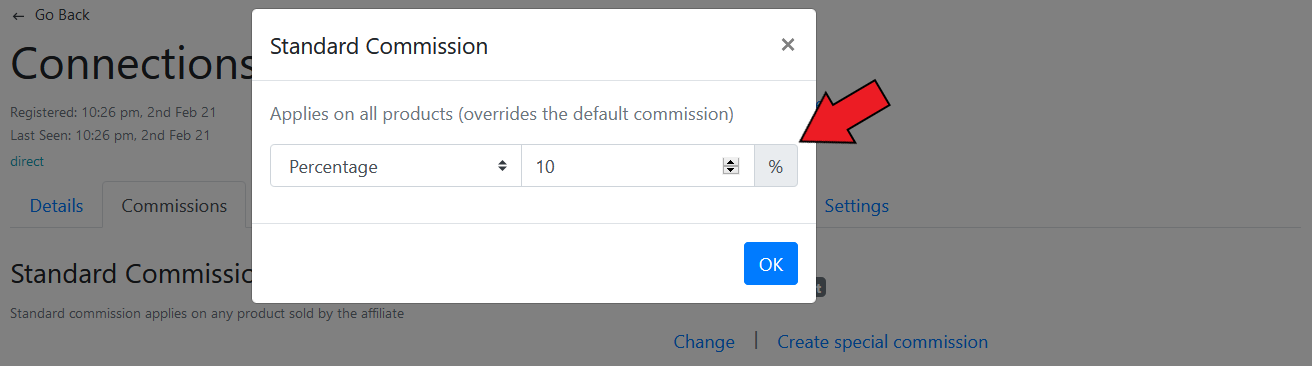 ← Go Back
Connections
Registered: 10:26 pm, 2nd Feb 21
Last Seen: 10:26 pm, 2nd Feb 21
direct
Standard Commission ×
Applies on all products (overrides the default commission)
Percentage 10 %
OK
Details Commissions Settings
Standard Commissio
Standard commission applies on any product sold by the affiliate
Change | Create special commission